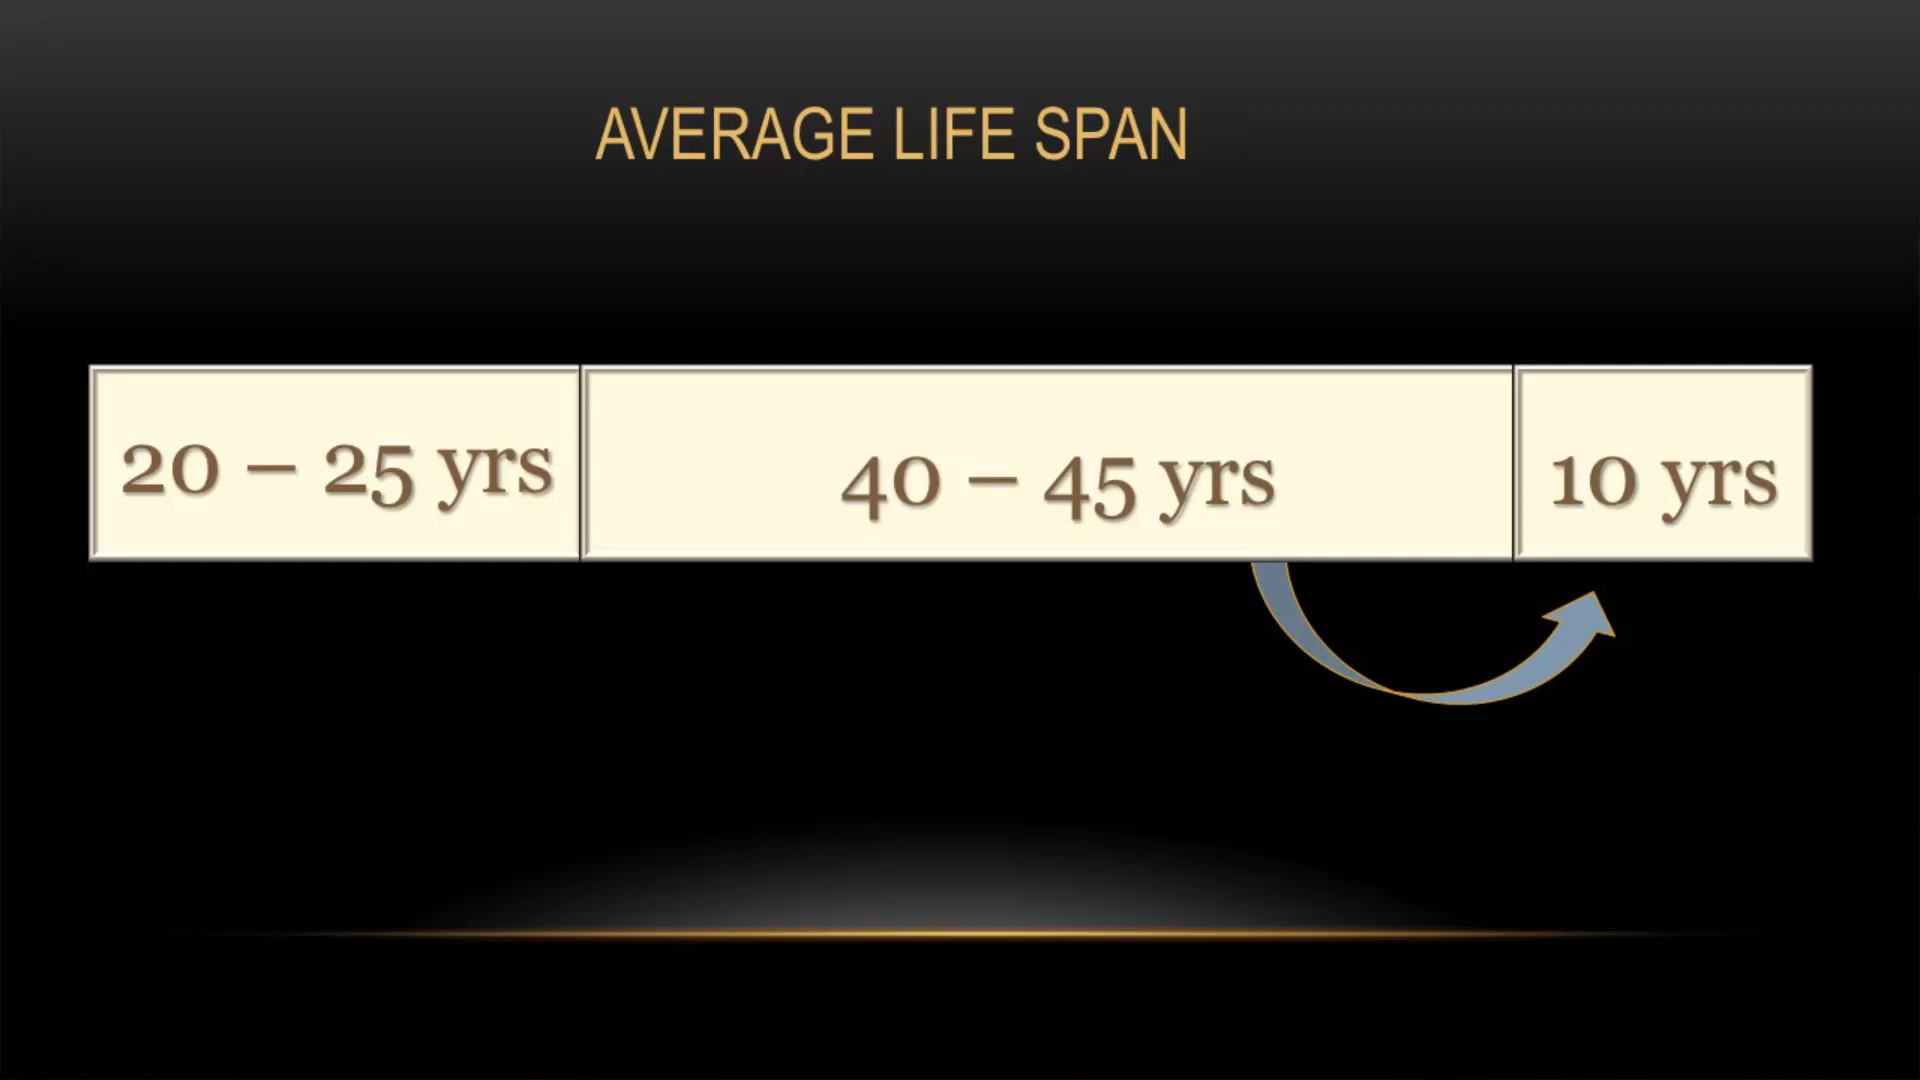 AVERAGE LIFE SPAN
20 – 25 yrs
40 – 45 yrs
10 yrs